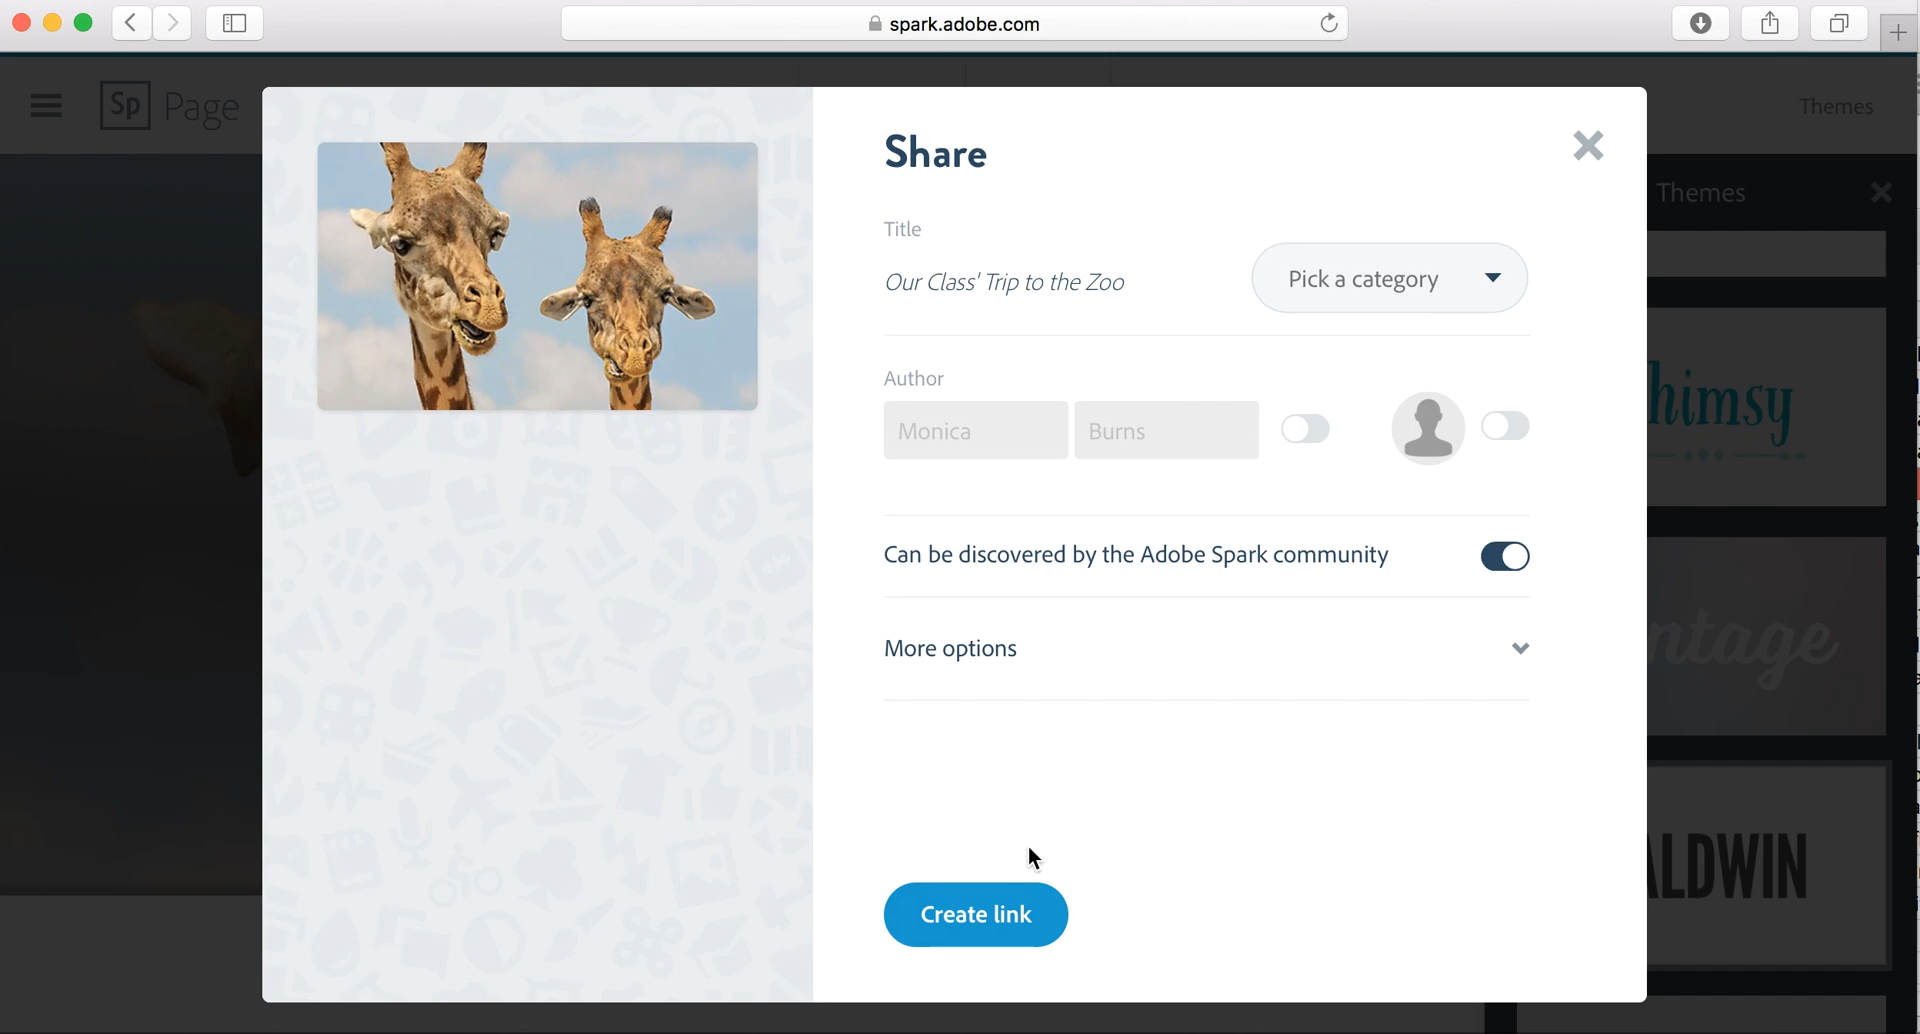 spark.adobe.com
Sp Page
Themes
Share
Title
Our Class' Trip to the Zoo
Pick a category
Author
Monica
Burns
Can be discovered by the Adobe Spark community
More options
Create link
Themes
himsy
ntage
ALDWIN